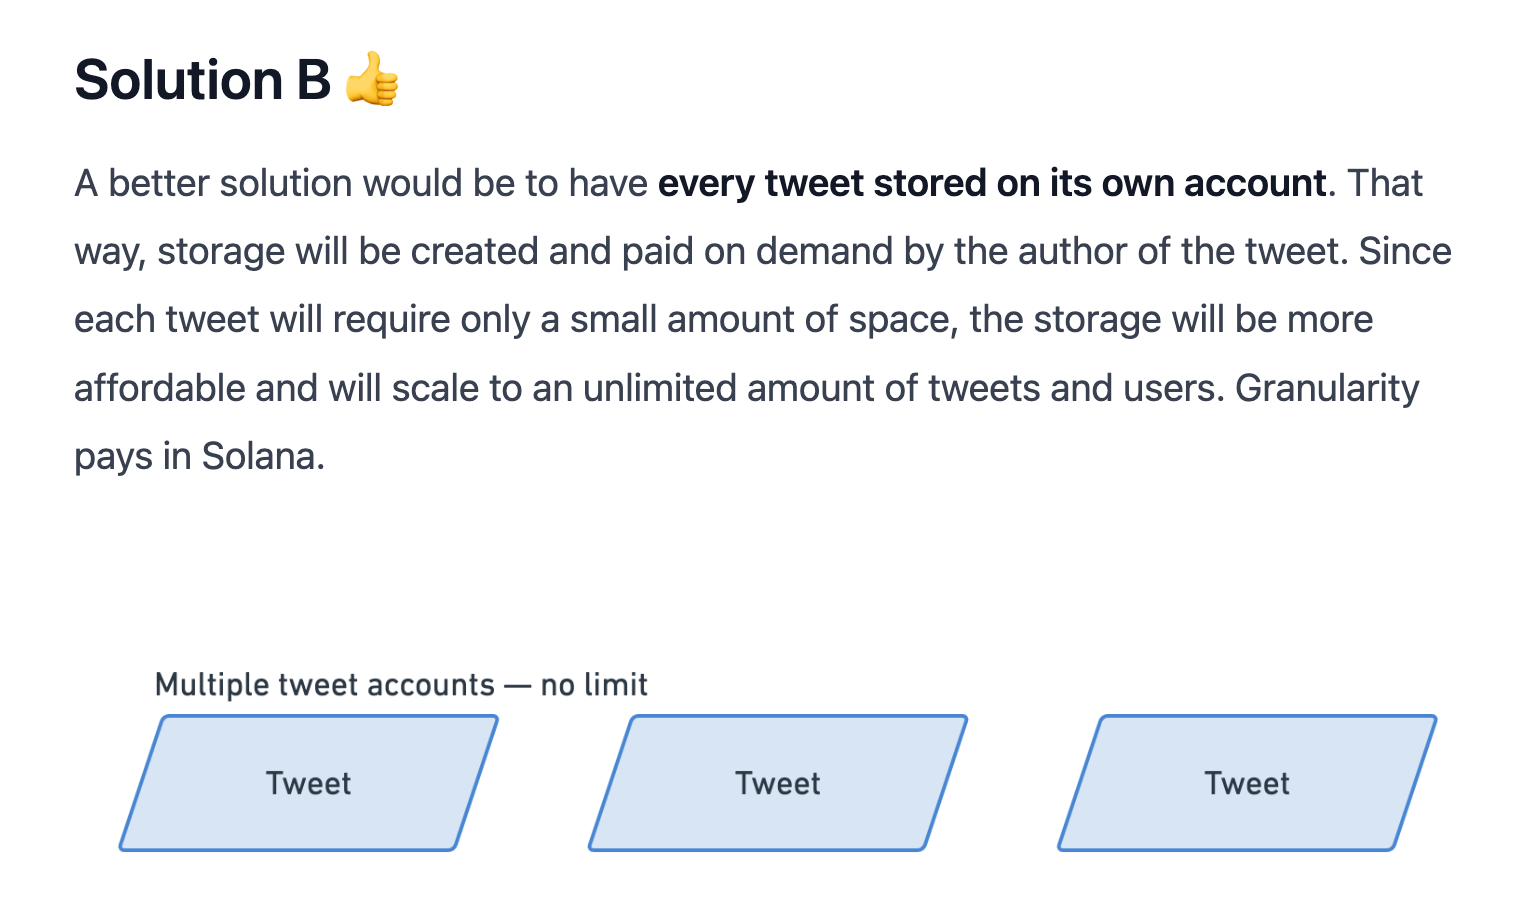 Solution B 👍
A better solution would be to have every tweet stored on its own account. That
way, storage will be created and paid on demand by the author of the tweet. Since
each tweet will require only a small amount of space, the storage will be more
affordable and will scale to an unlimited amount of tweets and users. Granularity
pays in Solana.
Multiple tweet accounts — no limit
Tweet
Tweet
Tweet